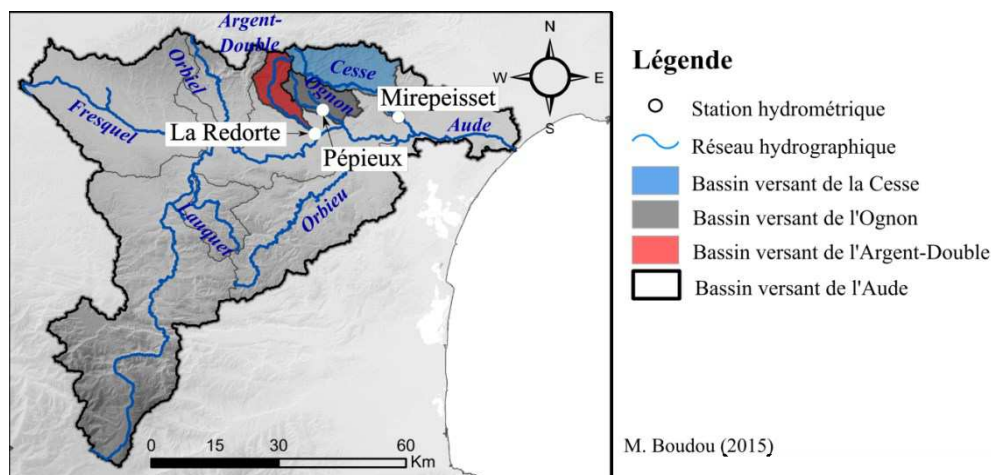 Argent-
Double
Orbiel
Cesse
Ognon
Fresquel
Mirepeisset
La Redorte
Aude
Pépieux
Orbieu
Lauquet
N
W
E
S
0
15
30
60
Km
Légende
Station hydrométrique
Réseau hydrographique
Bassin versant de la Cesse
Bassin versant de l'Ognon
Bassin versant de l'Argent-Double
Bassin versant de l'Aude
M. Boudou (2015)